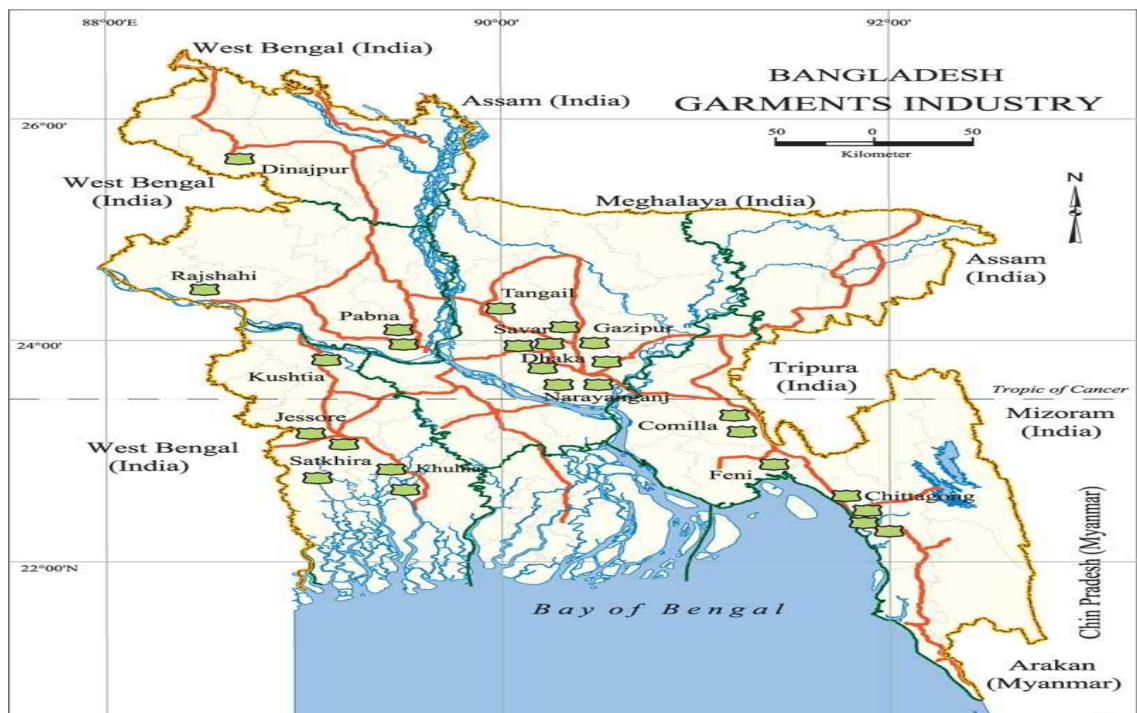 88°00'E
90°00'
92°00'
West Bengal (India)
BANGLADESH
GARMENTS INDUSTRY
Assam (India)
26°00'
50 0 50
Kilometer
Dinajpur
West Bengal
(India)
N
Meghalaya (India)
Assam
(India)
Rajshahi
Tangail
Pabna
Savar
Gazipur
24°00'
Dhaka
Kushtia
Tripura
(India)
Narayanganj
Tropic of Cancer
Jessore
Comilla
Mizoram
(India)
West Bengal
(India)
Satkhira
Khulna
Feni
Chittagong
22°00'N
Chin Pradesh (Myanmar)
Bay of Bengal
Arakan
(Myanmar)